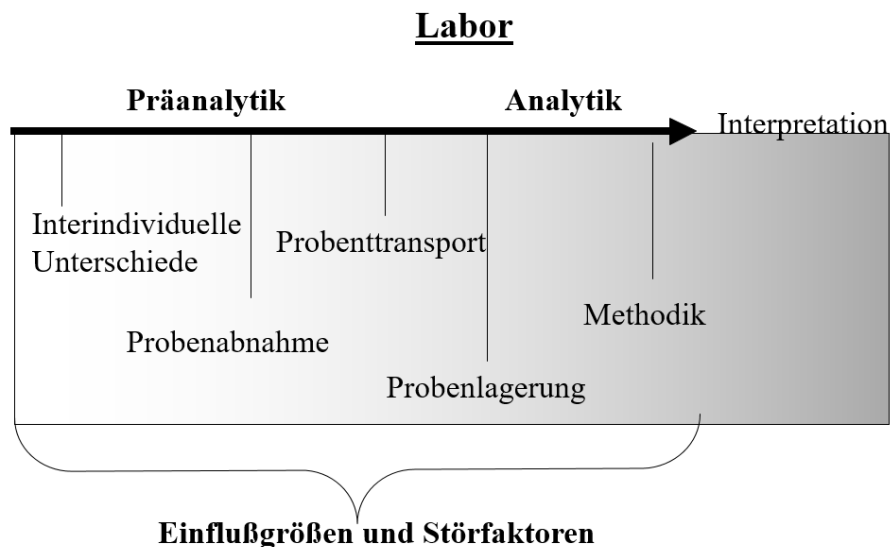 Labor
Präanalytik
Analytik
Interpretation
Interindividuelle
Unterschiede
Probenttransport
Probenabnahme
Methodik
Probenlagerung
Einflußgrößen und Störfaktoren